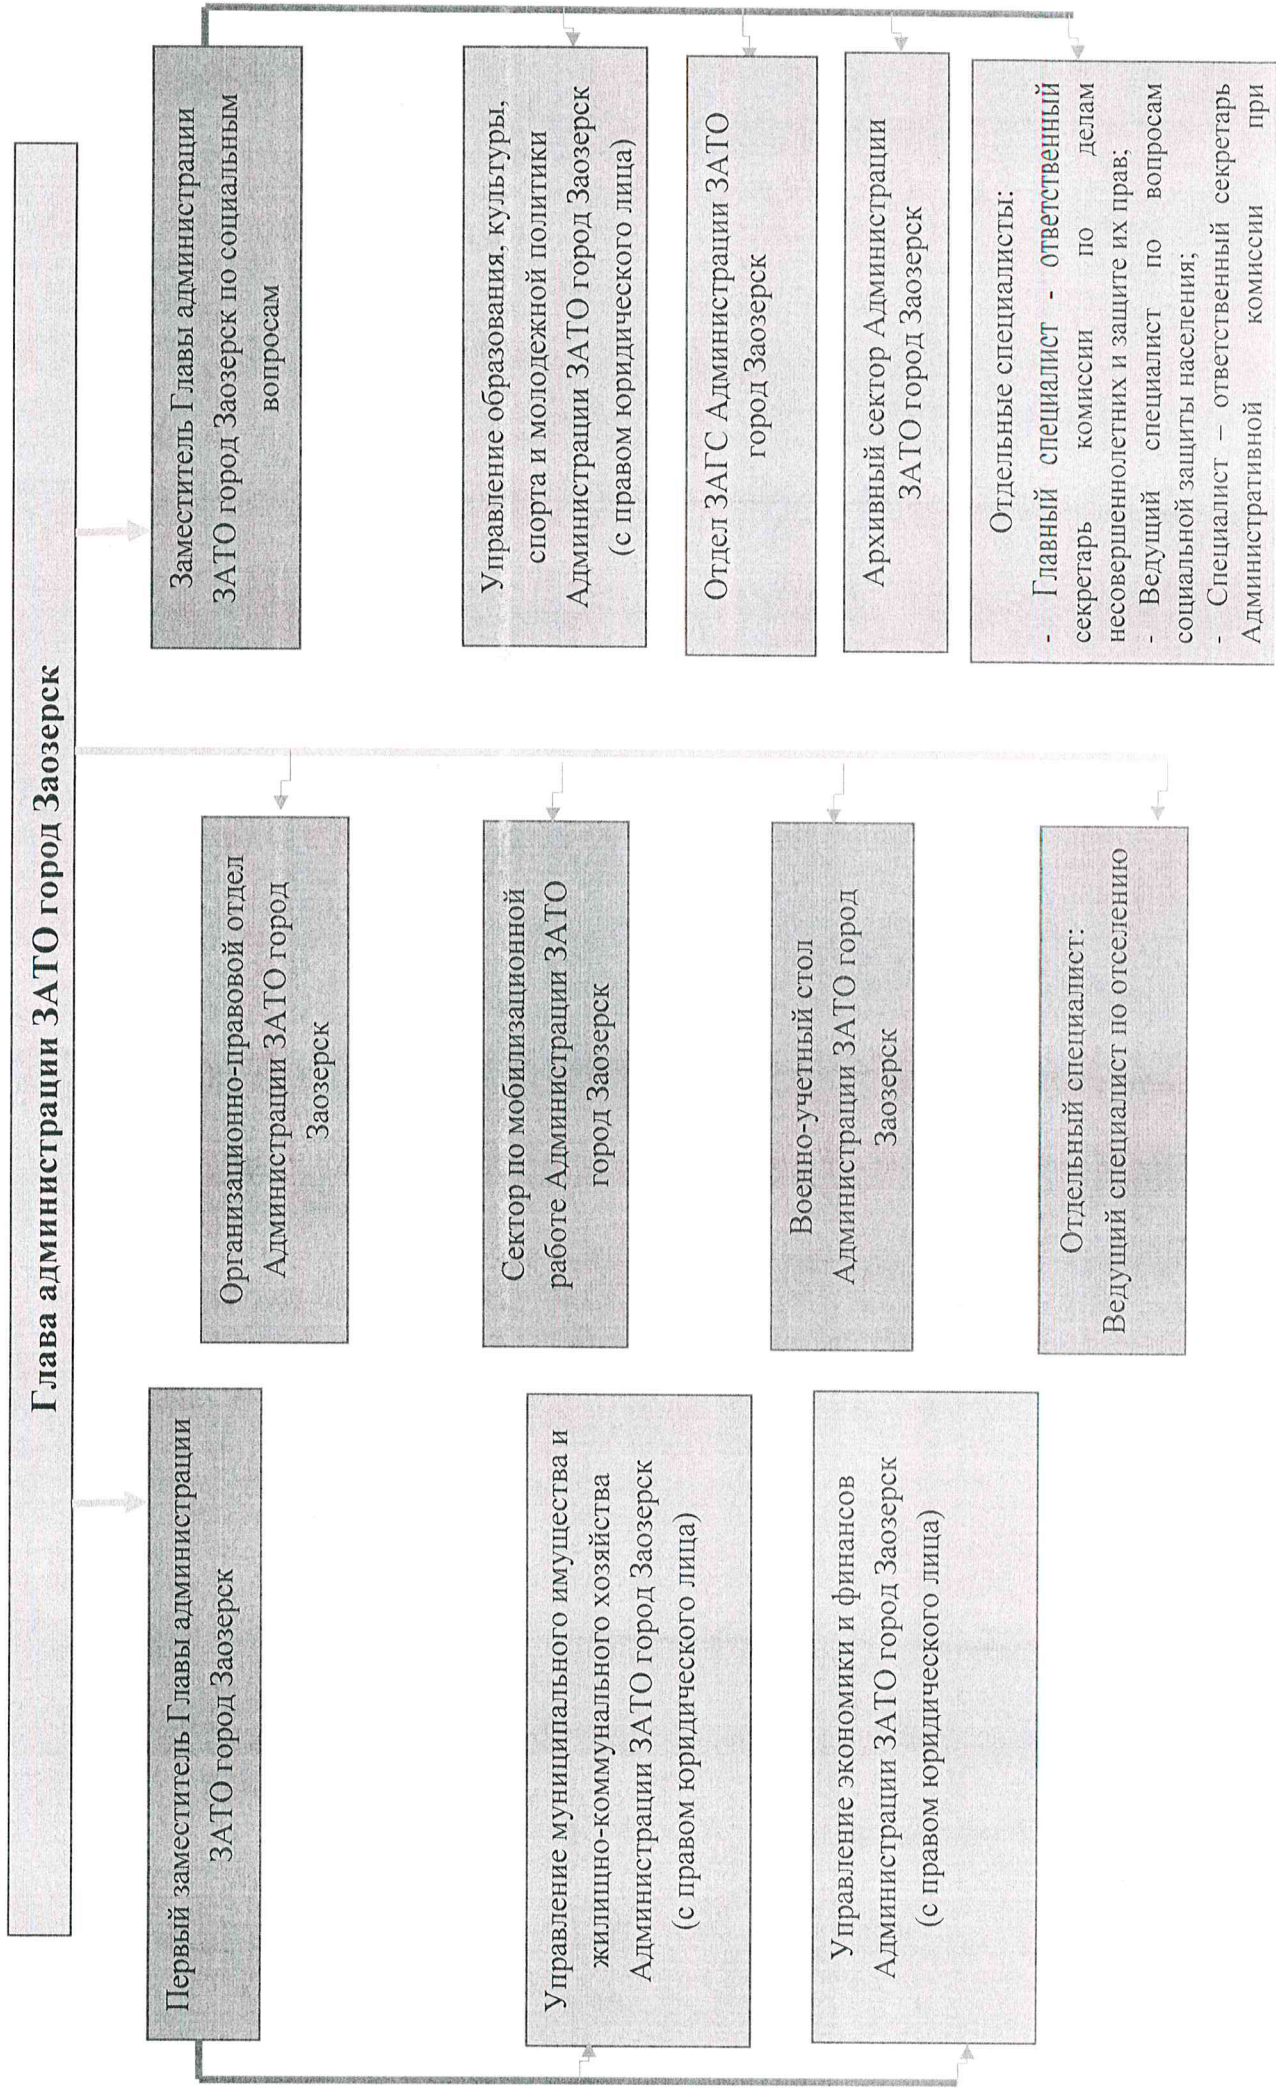 Глава администрации ЗАТО город Заозерск
Первый заместитель Главы администрации
ЗАТО город Заозерск
Управление муниципального имущества и
жилищно-коммунального хозяйства
Администрации ЗАТО город Заозерск
(с правом юридического лица)
Управление экономики и финансов
Администрации ЗАТО город Заозерск
(с правом юридического лица)
Организационно-правовой отдел
Администрации ЗАТО город
Заозерск
Сектор по мобилизационной
работе Администрации ЗАТО
город Заозерск
Военно-учетный стол
Администрации ЗАТО город
Заозерск
Отдельный специалист:
Ведущий специалист по отселению
Заместитель Главы администрации
ЗАТО город Заозерск по социальным
вопросам
Управление образования, культуры,
спорта и молодежной политики
Администрации ЗАТО город Заозерск
(с правом юридического лица)
Отдел ЗАГС Администрации ЗАТО
город Заозерск
Архивный сектор Администрации
ЗАТО город Заозерск
Отдельные специалисты:
- Главный специалист - ответственный
секретарь комиссии по делам
несовершеннолетних и защите их прав;
- Ведущий специалист по вопросам
социальной защиты населения;
- Специалист – ответственный секретарь
Административной комиссии при